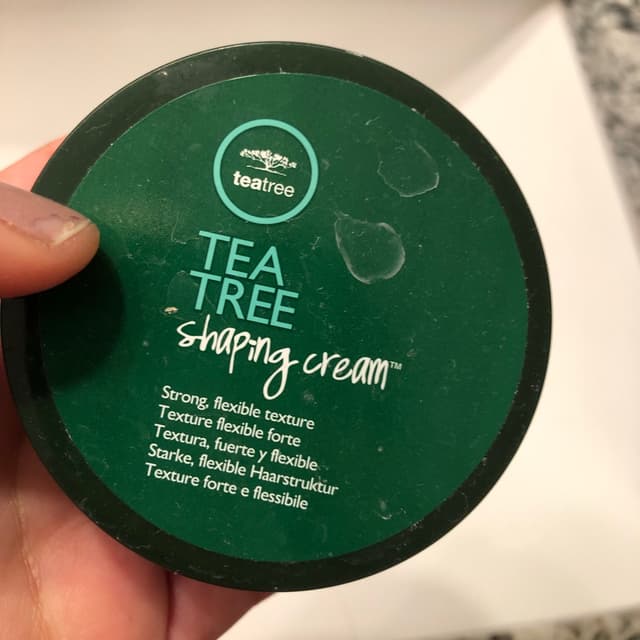 teatree
TEA
TREE
shaping cream™
Strong, flexible texture
Texture flexible forte
Textura, fuerte y flexible
Starke, flexible Haarstruktur
Texture forte e flessibile